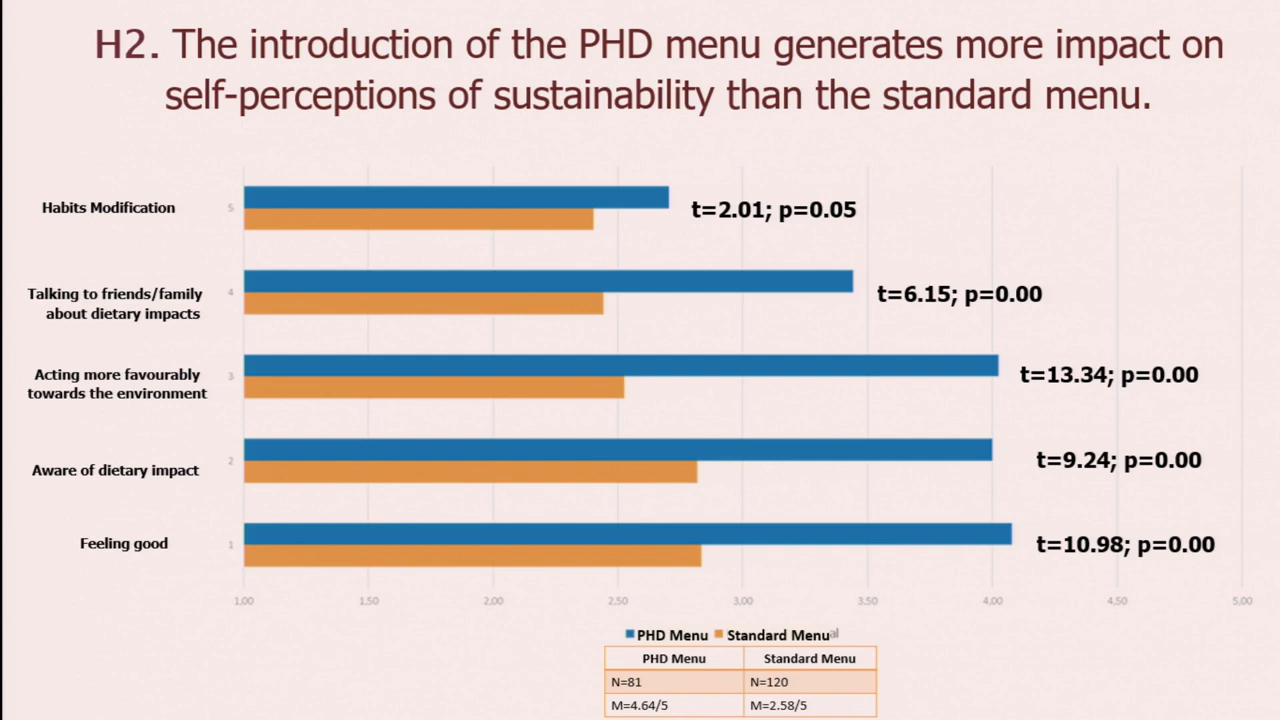 H2. The introduction of the PHD menu generates more impact on
self-perceptions of sustainability than the standard menu.
Habits Modification
5
t=2.01; p=0.05
Talking to friends/family
about dietary impacts
4
t=6.15; p=0.00
Acting more favourably
towards the environment
3
t=13.34; p=0.00
Aware of dietary impact
2
t=9.24; p=0.00
Feeling good
1
t=10.98; p=0.00
1,00 1,50 2,00 2,50 3,00 3,50 4,00 4,50 5,00
PHD Menu Standard Menu al
PHD Menu Standard Menu
N=81 N=120
M=4.64/5 M=2.58/5